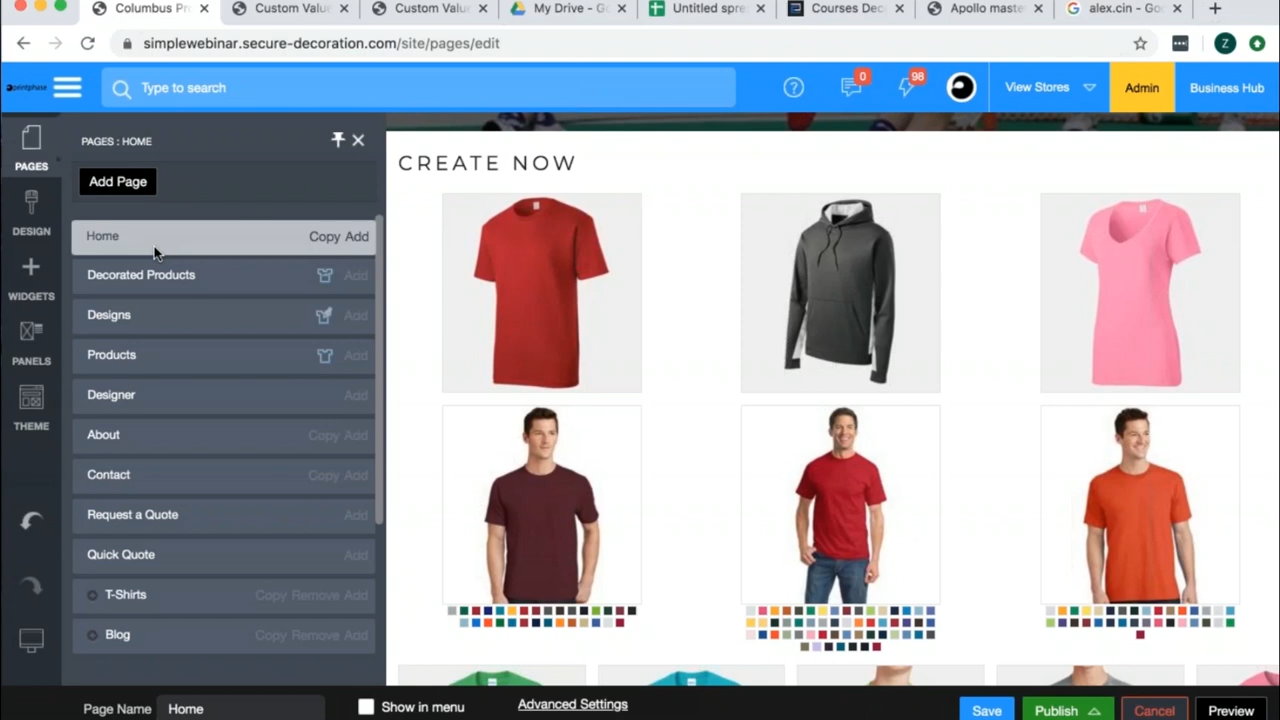 Columbus Pr
Custom Value
Custom Value
My Drive - Go
Untitled spre
Courses Dec
Apollo maste
alex.cin - Goo
simplewebinar.secure-decoration.com/site/pages/edit
Z
printphase
Type to search
0
98
View Stores
Admin
Business Hub
PAGES
DESIGN
WIDGETS
PANELS
THEME
PAGES : HOME
Add Page
Home Copy Add
Decorated Products Add
Designs Add
Products Add
Designer Add
About Copy Add
Contact Copy Add
Request a Quote Add
Quick Quote Add
T-Shirts Copy Remove Add
Blog Copy Remove Add
CREATE NOW
Page Name Home
Show in menu
Advanced Settings
Save
Publish
Cancel
Preview